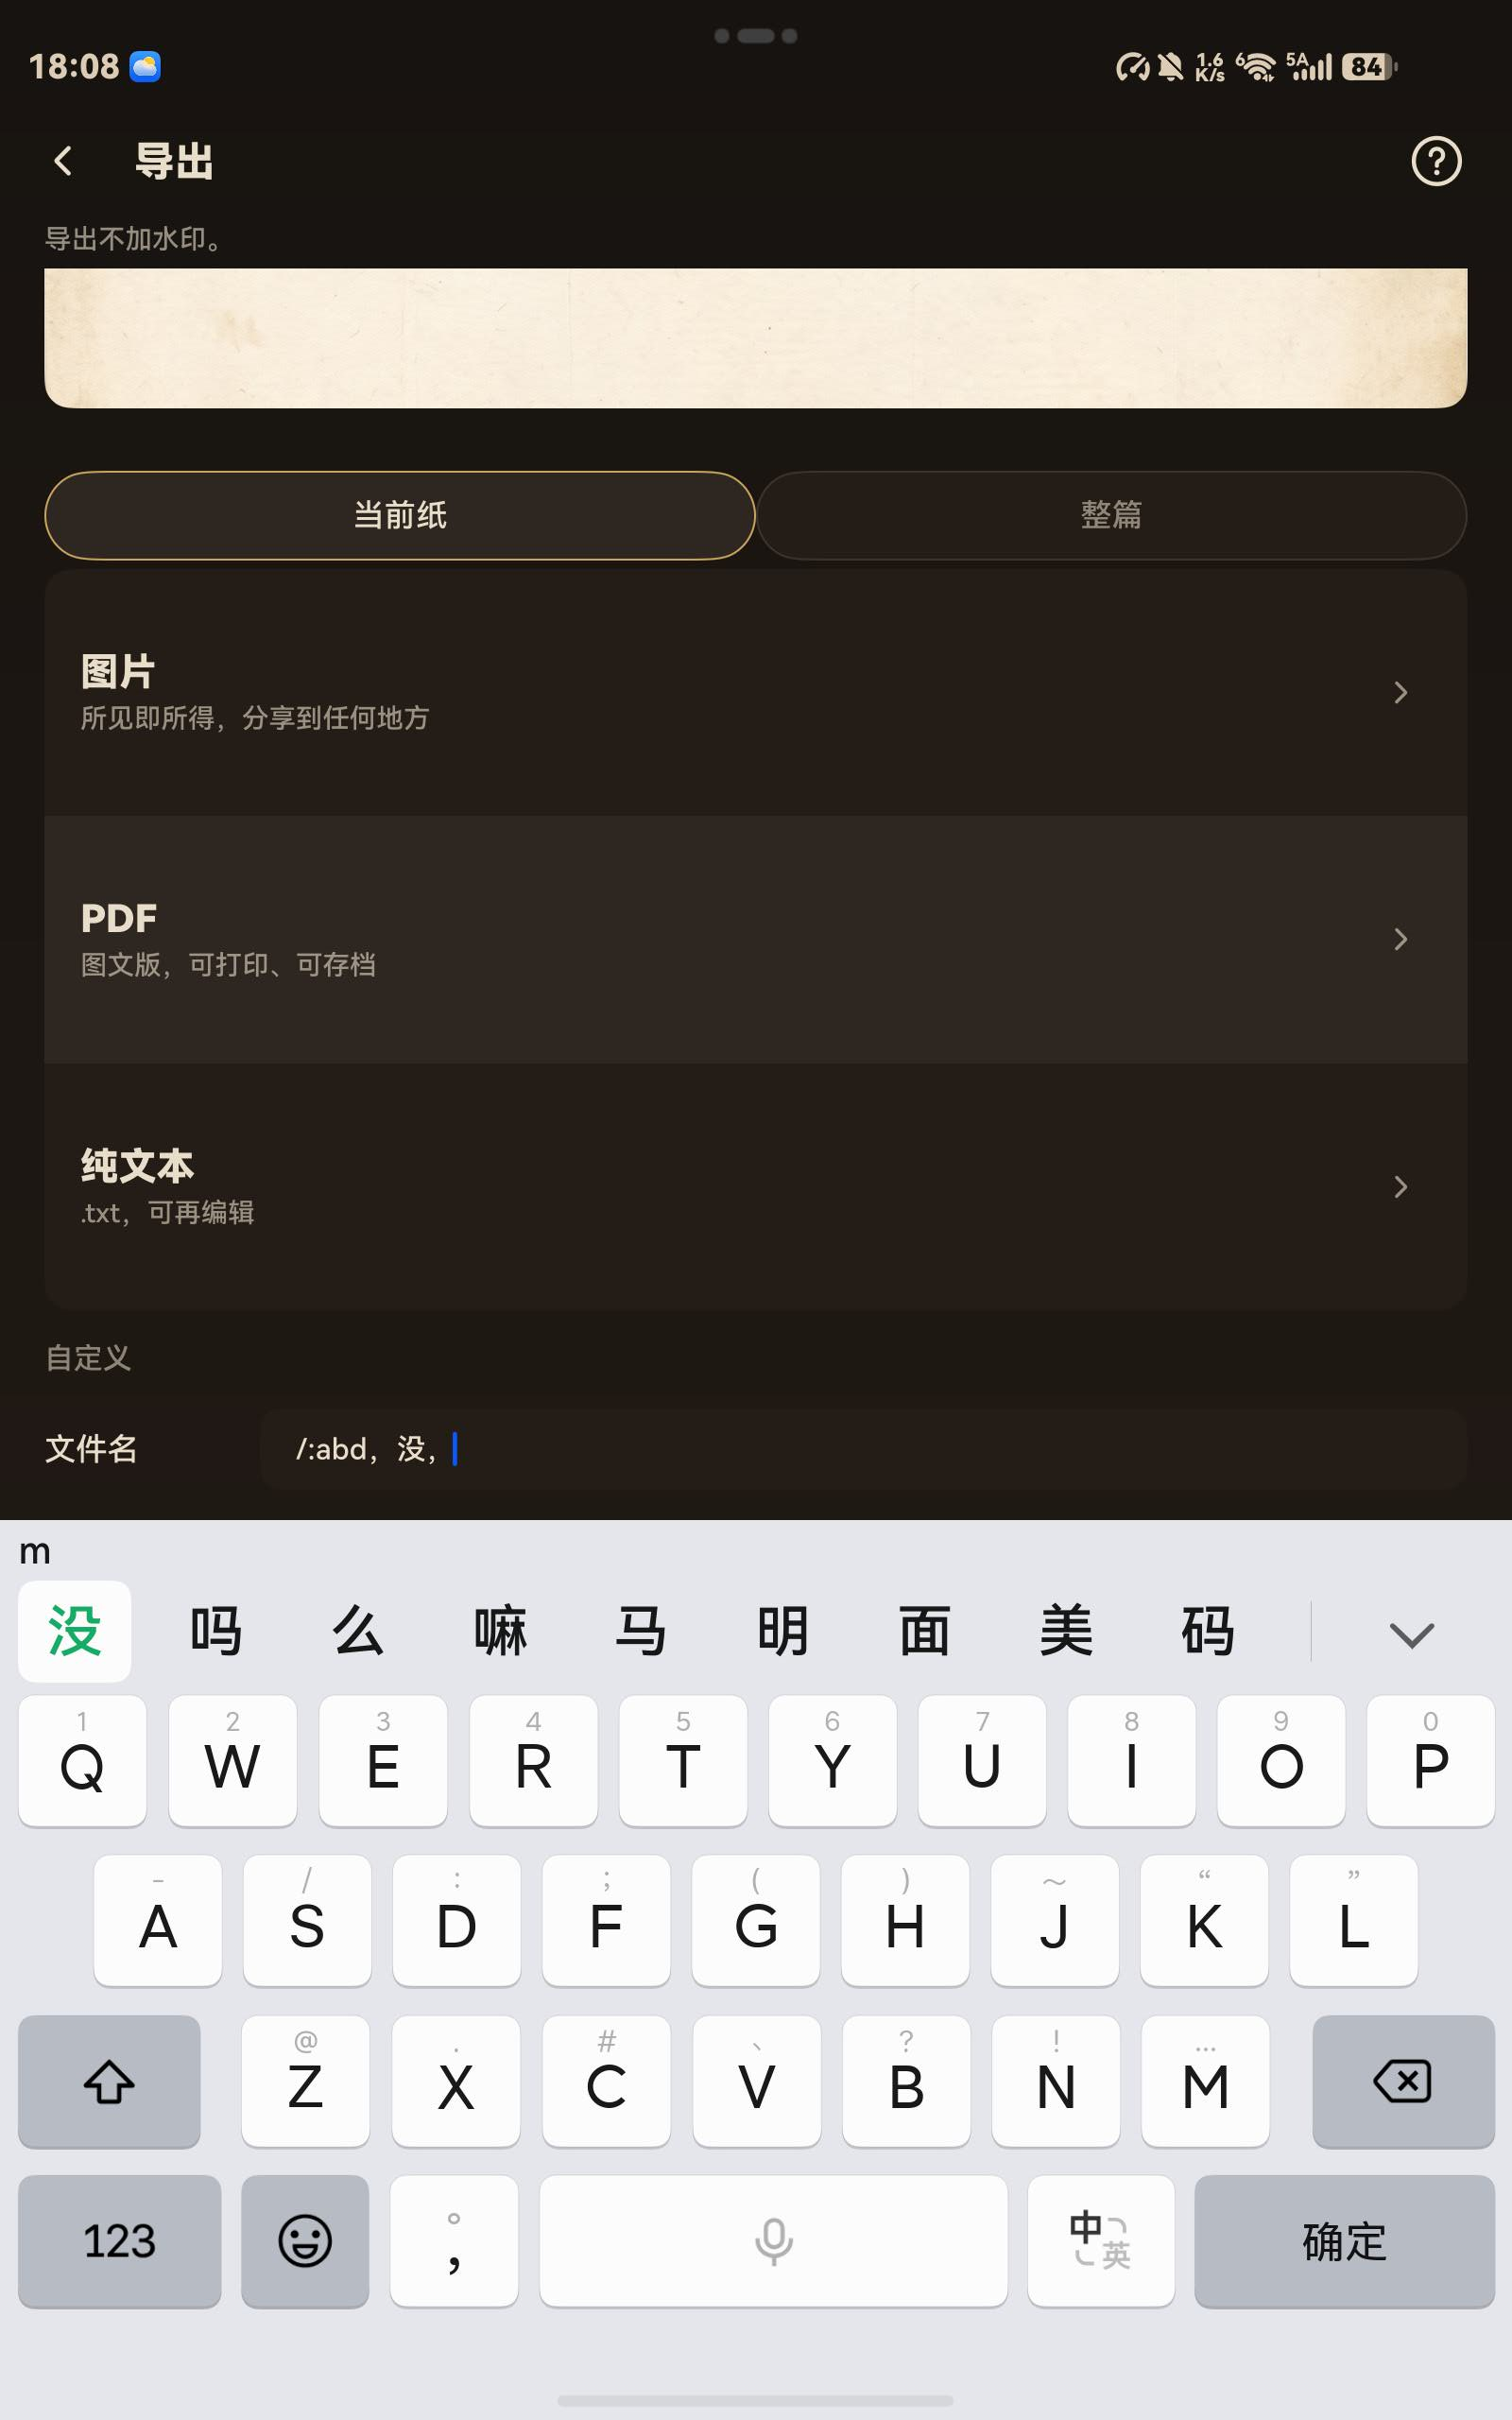 18:08
1.6 K/s 6 5A 84
导出
导出不加水印。
当前纸 整篇
图片
所见即所得，分享到任何地方
PDF
图文版，可打印、可存档
纯文本
.txt，可再编辑
自定义
文件名 /:abd，没，
m
没 吗 么 嘛 马 明 面 美 码
1 2 3 4 5 6 7 8 9 0
Q W E R T Y U I O P
- / : ; ( ) ～ “ ”
A S D F G H J K L
@ . # 、 ? ! …
Z X C V B N M
123 。， 中 英 确定